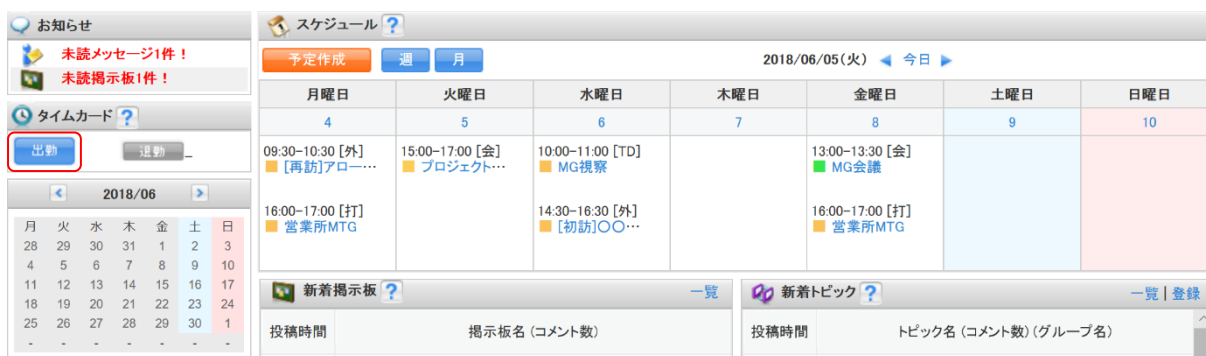 お知らせ
未読メッセージ1件！
未読掲示板1件！
タイムカード ?
出勤 退勤 _
2018/06
月 火 水 木 金 土 日
28 29 30 31 1 2 3
4 5 6 7 8 9 10
11 12 13 14 15 16 17
18 19 20 21 22 23 24
25 26 27 28 29 30 1
- - - - - - -
スケジュール ?
予定作成 週 月 2018/06/05(火) 今日
月曜日 火曜日 水曜日 木曜日 金曜日 土曜日 日曜日
4 5 6 7 8 9 10
09:30-10:30 [外] 15:00-17:00 [会] 10:00-11:00 [TD] 13:00-13:30 [会]
[再訪]アロー… プロジェクト… MG視察 MG会議
16:00-17:00 [打] 14:30-16:30 [外] 16:00-17:00 [打]
営業所MTG [初訪]〇〇… 営業所MTG
新着掲示板 ? 一覧
投稿時間 掲示板名 (コメント数)
新着トピック ? 一覧 | 登録
投稿時間 トピック名 (コメント数) (グループ名)